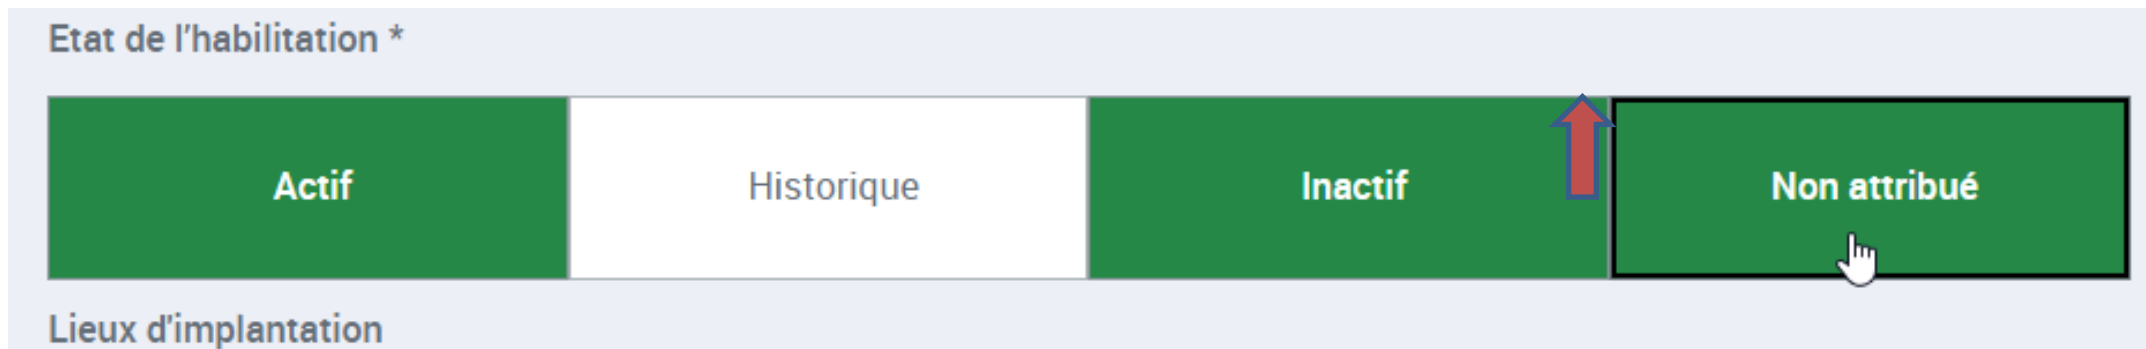 Etat de l'habilitation *
Actif Historique Inactif Non attribué
Lieux d'implantation